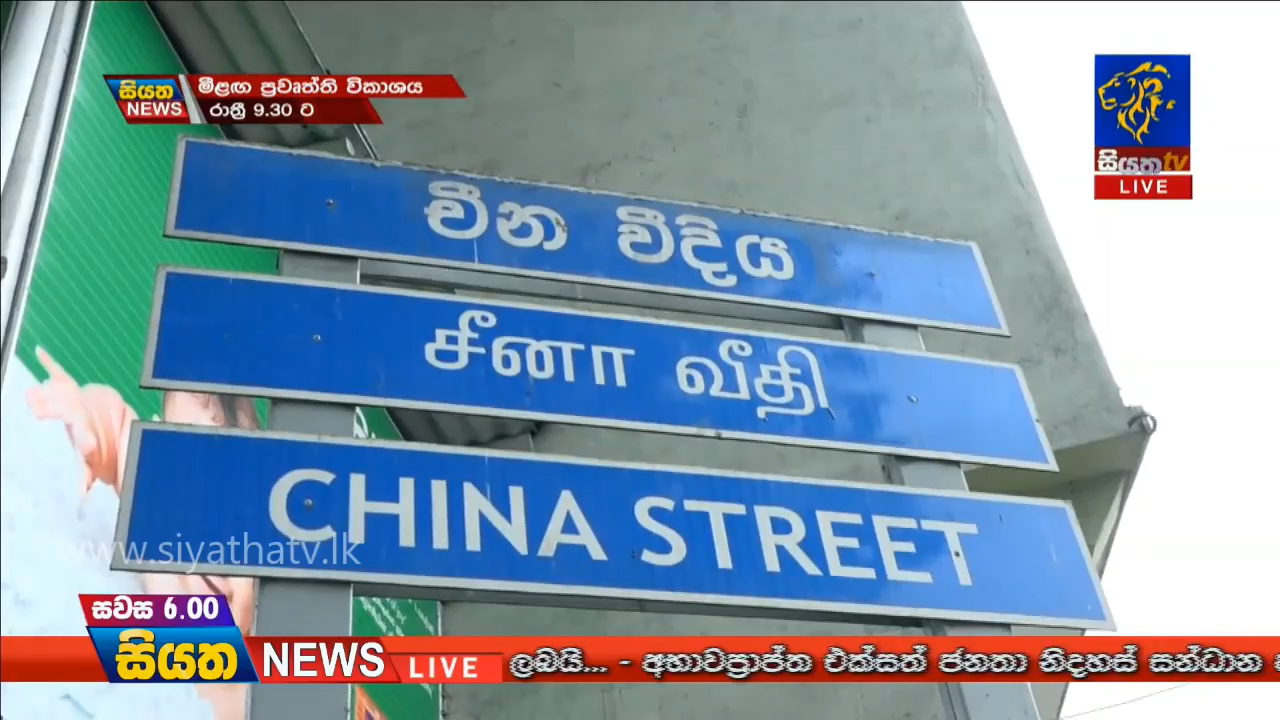 සියත
NEWS
මීළඟ ප්‍රවෘත්ති විකාශය
රාත්‍රී 9.30 ට
සියත tv
LIVE
චීන වීදිය
சீனா வீதி
CHINA STREET
www.siyathatv.lk
සවස 6.00
සියත NEWS LIVE
ලබයි... - අභාවප්‍රාප්ත එක්සත් ජනතා නිදහස් සන්ධාන